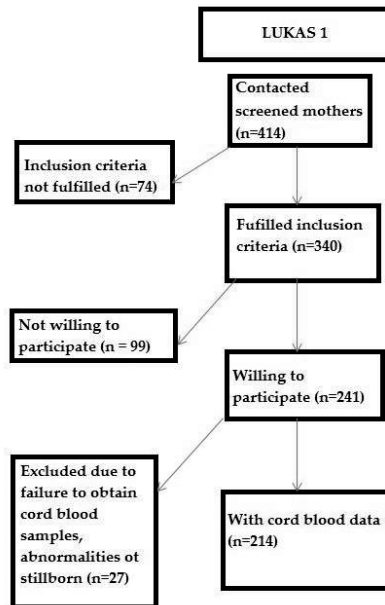 LUKAS 1
Contacted
screened mothers
(n=414)
Inclusion criteria
not fulfilled (n=74)
Fufilled inclusion
criteria (n=340)
Not willing to
participate (n = 99)
Willing to
participate (n=241)
Excluded due to
failure to obtain
cord blood
samples,
abnormalities ot
stillborn (n=27)
With cord blood data
(n=214)